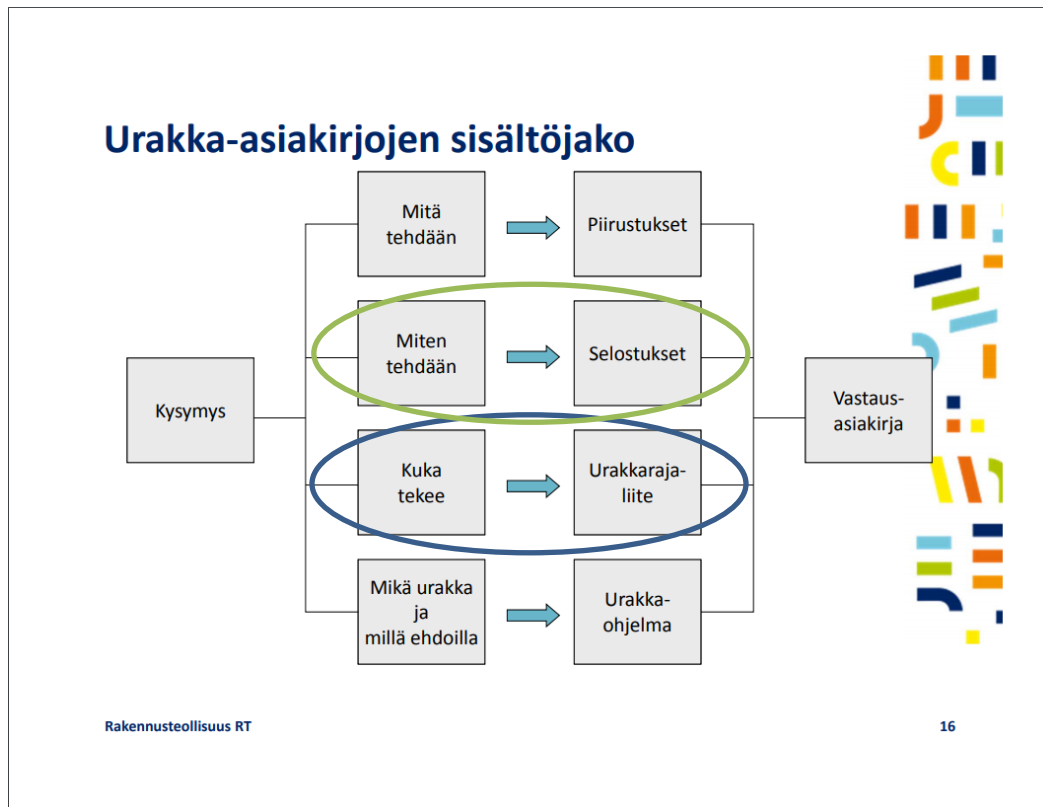 Urakka-asiakirjojen sisältöjako
Mitä
tehdään
Piirustukset
Miten
tehdään
Selostukset
Kysymys
Vastaus-
asiakirja
Kuka
tekee
Urakkaraja-
liite
Mikä urakka
ja
millä ehdoilla
Urakka-
ohjelma
Rakennusteollisuus RT
16